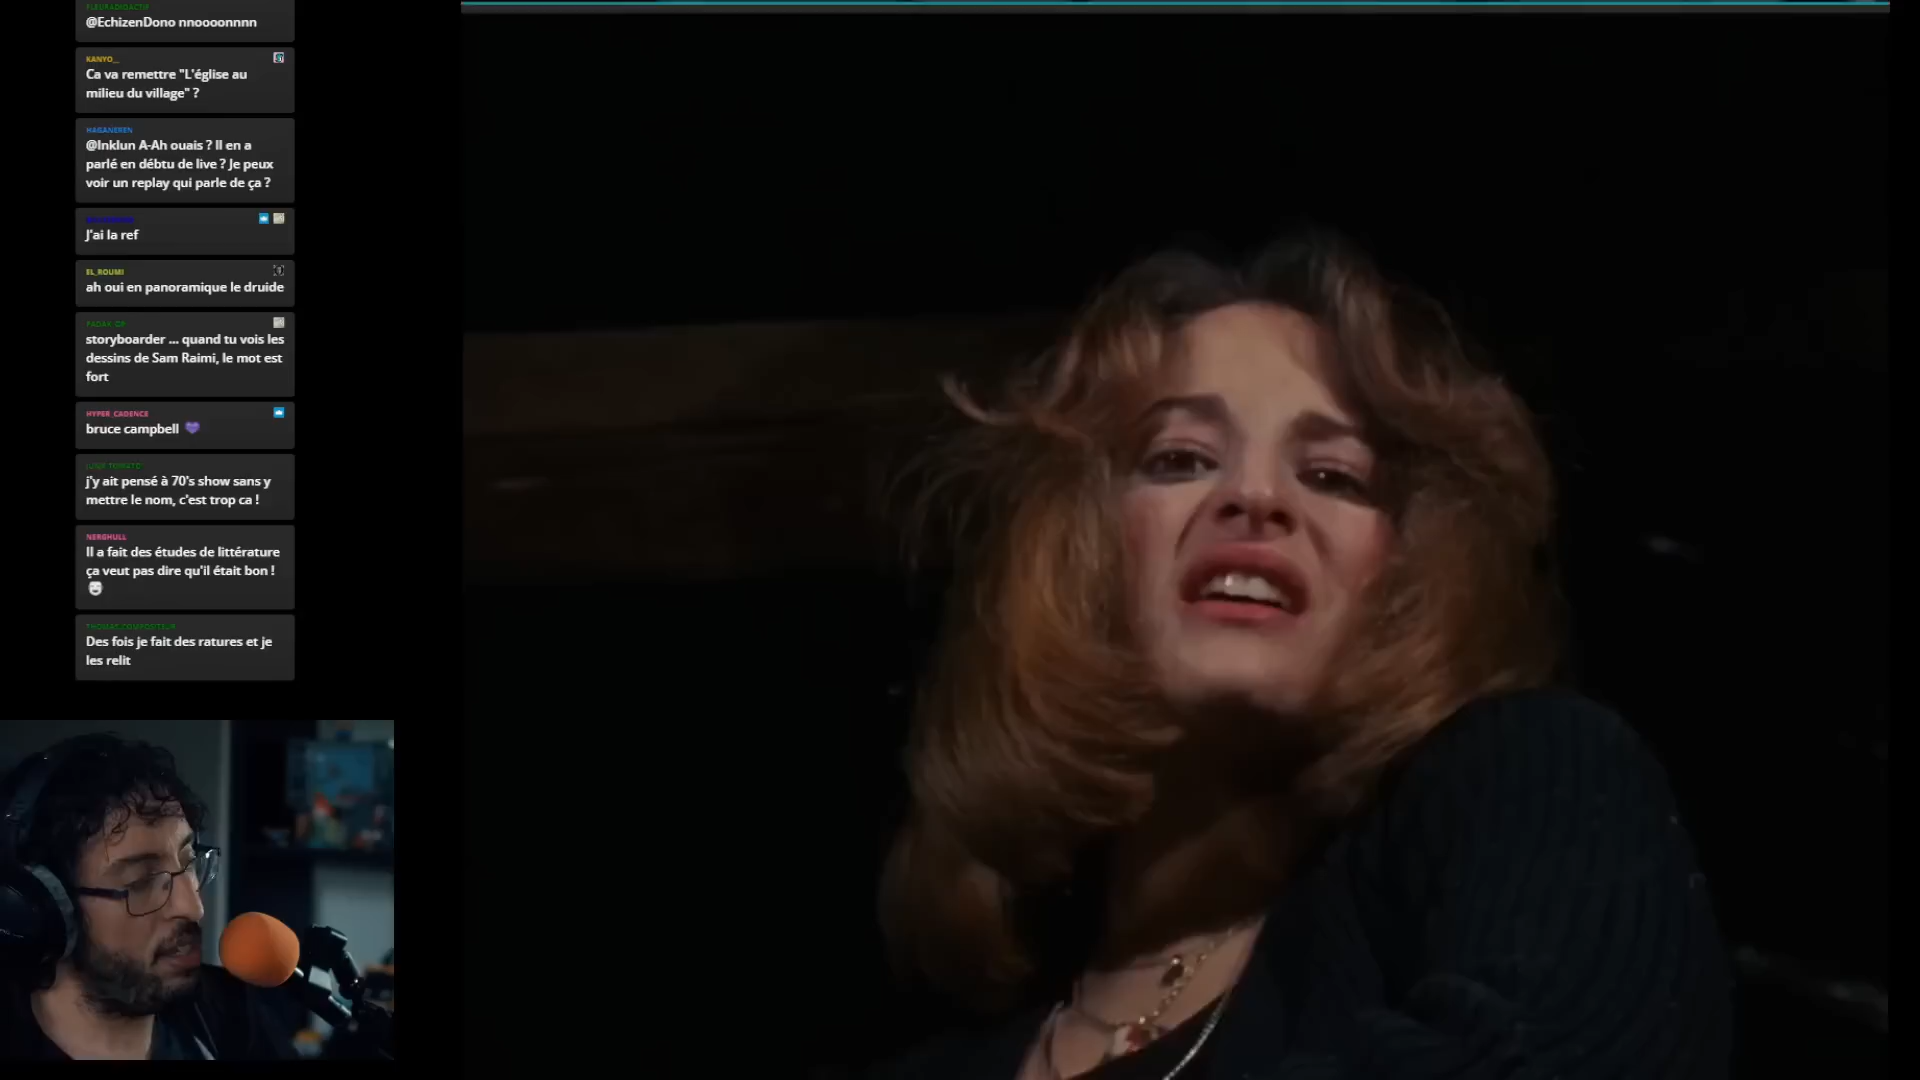 FLEURADIOACTIF
@EchizenDono nnoooonnnn
KANYO__
Ca va remettre "L'église au
milieu du village" ?
HAGANEREN
@Inklun A-Ah ouais ? Il en a
parlé en débtu de live ? Je peux
voir un replay qui parle de ça ?
J'ai la ref
EL_ROUMI
ah oui en panoramique le druide
storyboarder ... quand tu vois les
dessins de Sam Raimi, le mot est
fort
HYPER_CADENCE
bruce campbell
j'y ait pensé à 70's show sans y
mettre le nom, c'est trop ca !
NERGHULL
Il a fait des études de littérature
ça veut pas dire qu'il était bon !
THOMAS_COMPOSITEUR
Des fois je fait des ratures et je
les relit